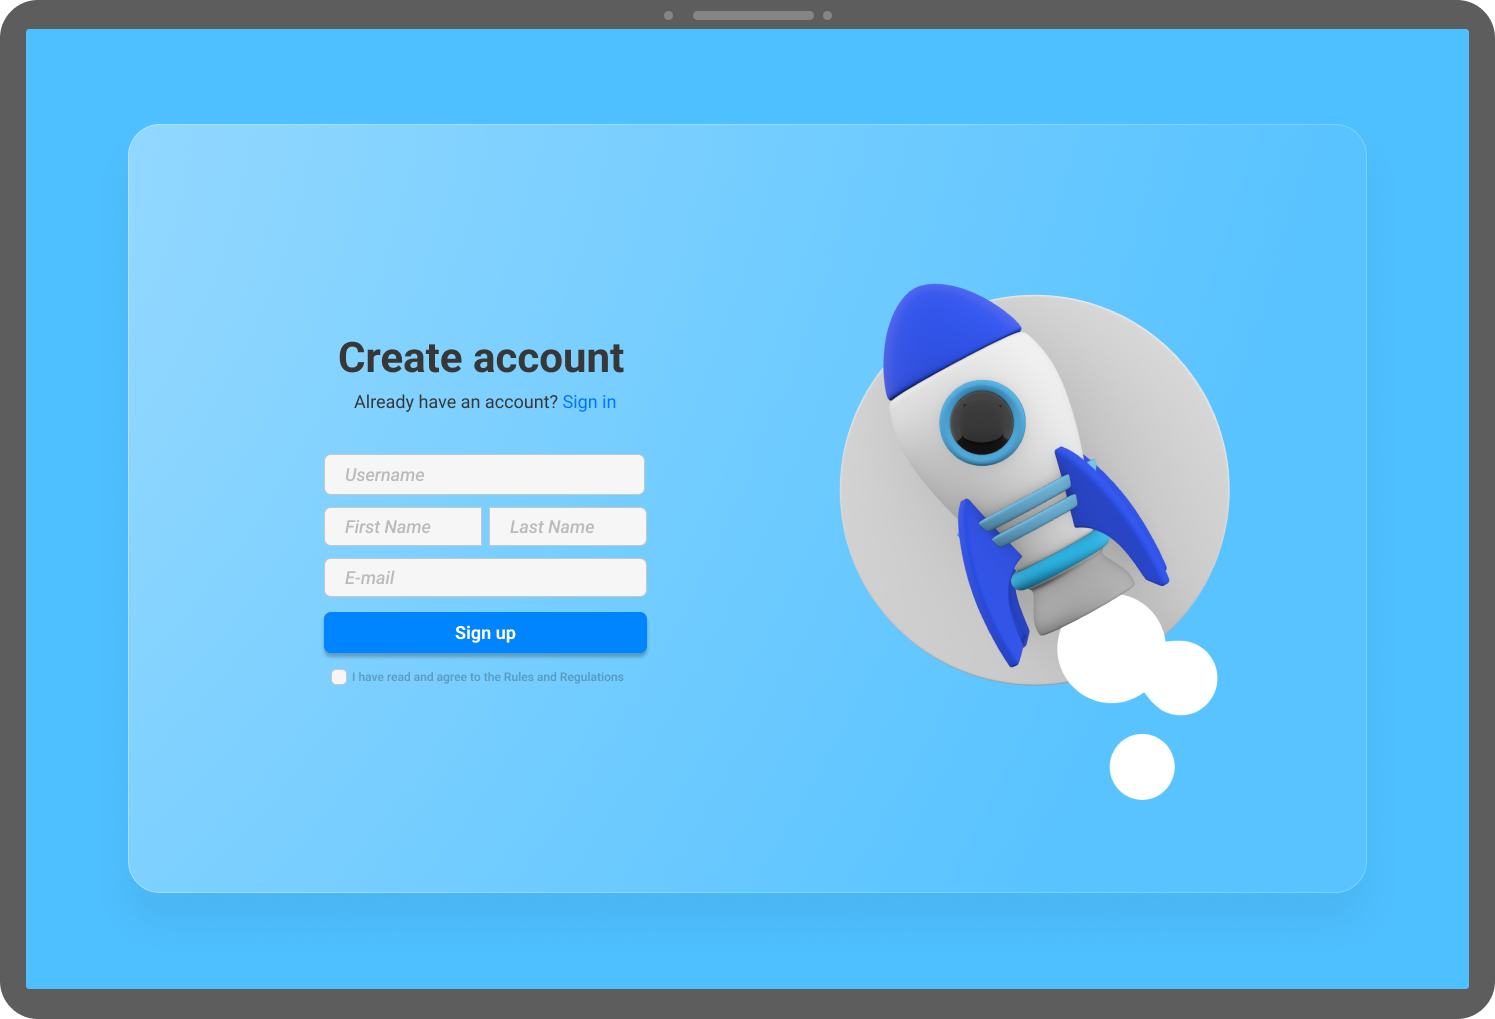 Create account
Already have an account? Sign in
Username
First Name Last Name
E-mail
Sign up
I have read and agree to the Rules and Regulations